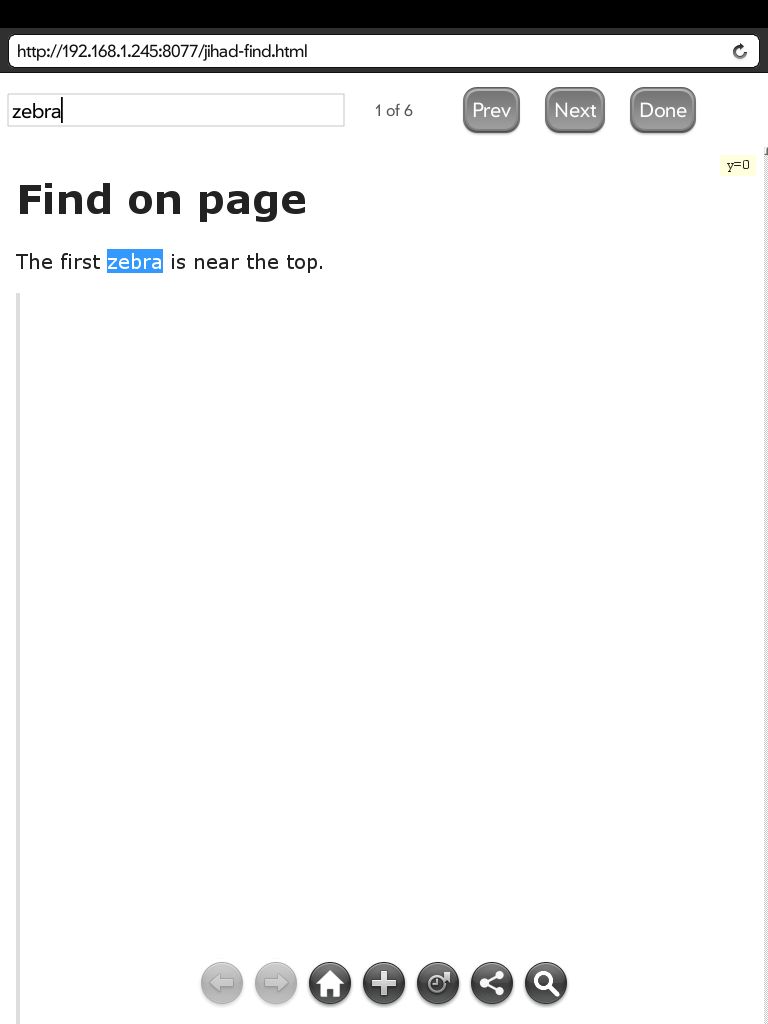 http://192.168.1.245:8077/jihad-find.html
zebra
1 of 6
Prev
Next
Done
y=0
Find on page
The first zebra is near the top.